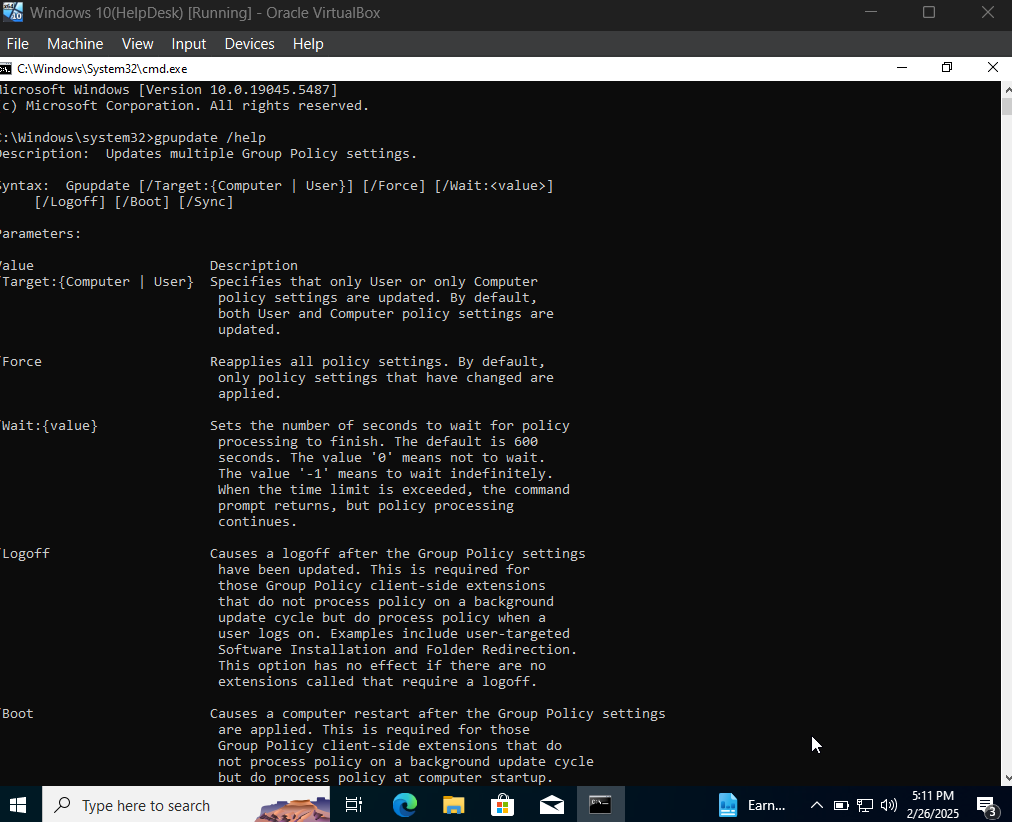 Windows 10(HelpDesk) [Running] - Oracle VirtualBox
File Machine View Input Devices Help
C:\Windows\System32\cmd.exe
icrosoft Windows [Version 10.0.19045.5487]
c) Microsoft Corporation. All rights reserved.
:\Windows\system32>gpupdate /help
escription:  Updates multiple Group Policy settings.
yntax:  Gpupdate [/Target:{Computer | User}] [/Force] [/Wait:<value>]
[/Logoff] [/Boot] [/Sync]
arameters:
alue Description
Target:{Computer | User} Specifies that only User or only Computer
policy settings are updated. By default,
both User and Computer policy settings are
updated.
Force Reapplies all policy settings. By default,
only policy settings that have changed are
applied.
Wait:{value} Sets the number of seconds to wait for policy
processing to finish. The default is 600
seconds. The value '0' means not to wait.
The value '-1' means to wait indefinitely.
When the time limit is exceeded, the command
prompt returns, but policy processing
continues.
Logoff Causes a logoff after the Group Policy settings
have been updated. This is required for
those Group Policy client-side extensions
that do not process policy on a background
update cycle but do process policy when a
user logs on. Examples include user-targeted
Software Installation and Folder Redirection.
This option has no effect if there are no
extensions called that require a logoff.
Boot Causes a computer restart after the Group Policy settings
are applied. This is required for those
Group Policy client-side extensions that do
not process policy on a background update cycle
but do process policy at computer startup.
Type here to search
Earn...
5:11 PM
2/26/2025
3